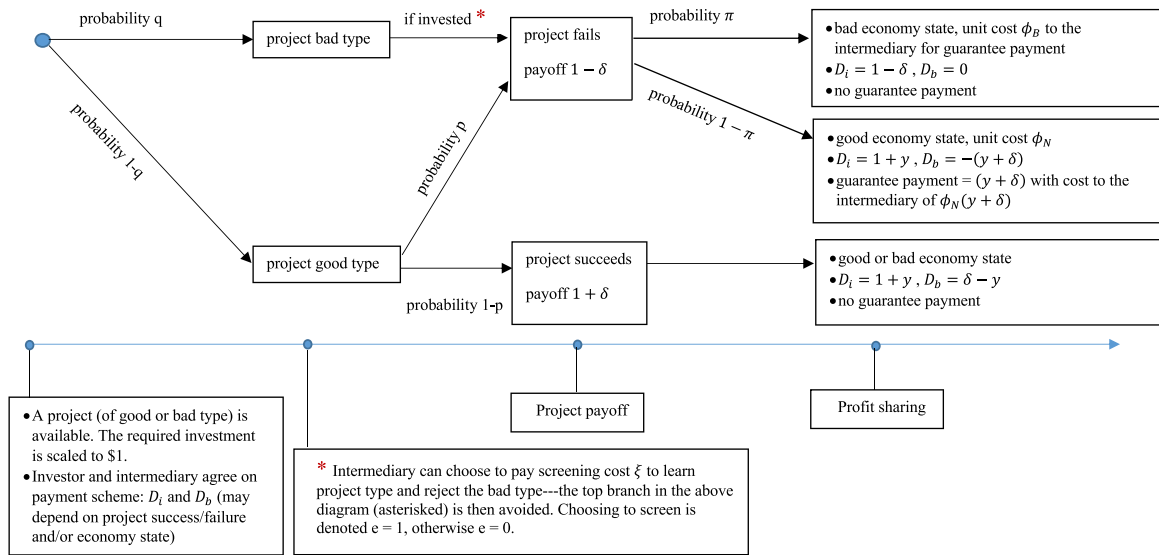 probability q
project bad type
if invested *
project fails
payoff 1 − δ
probability π
•bad economy state, unit cost ϕ_B to the
intermediary for guarantee payment
•D_i = 1 − δ , D_b = 0
•no guarantee payment
probability 1 − π
•good economy state, unit cost ϕ_N
•D_i = 1 + y , D_b = −(y + δ)
•guarantee payment = (y + δ) with cost to the
intermediary of ϕ_N(y + δ)
probability 1-q
probability p
project good type
probability 1-p
project succeeds
payoff 1 + δ
•good or bad economy state
•D_i = 1 + y , D_b = δ − y
•no guarantee payment
•A project (of good or bad type) is
available. The required investment
is scaled to $1.
•Investor and intermediary agree on
payment scheme: D_i and D_b (may
depend on project success/failure
and/or economy state)
* Intermediary can choose to pay screening cost ξ to learn
project type and reject the bad type---the top branch in the above
diagram (asterisked) is then avoided. Choosing to screen is
denoted e = 1, otherwise e = 0.
Project payoff
Profit sharing